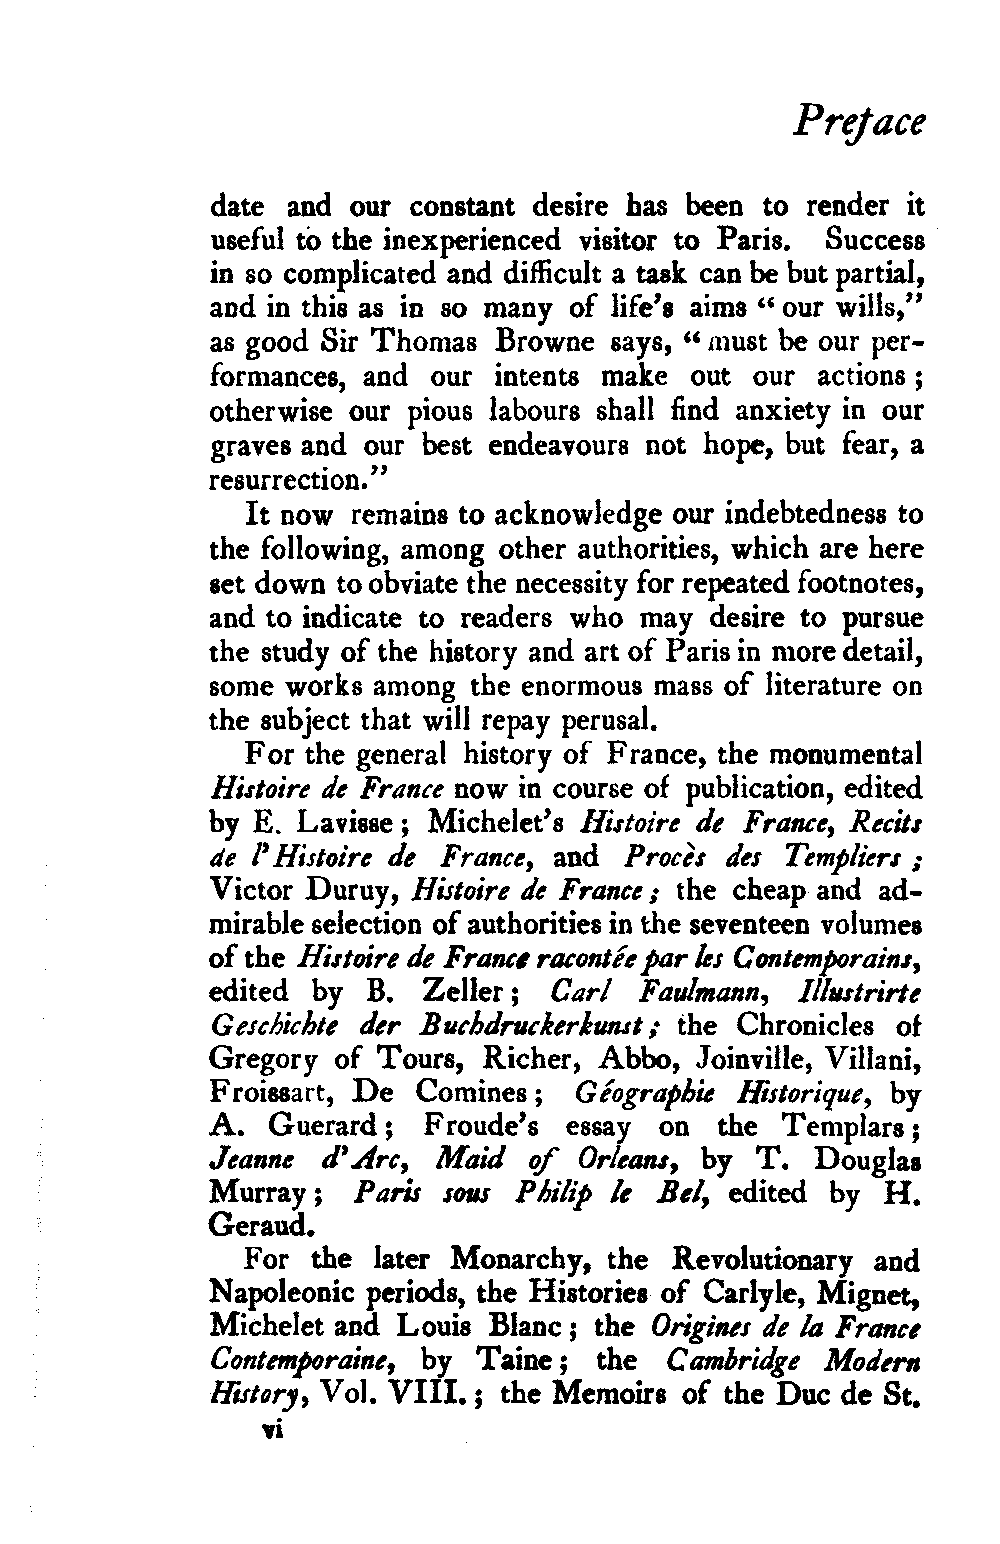 Preface
date and our constant desire has been to render it
useful to the inexperienced visitor to Paris. Success
in so complicated and difficult a task can be but partial,
and in this as in so many of life's aims “our wills,”
as good Sir Thomas Browne says, “must be our per-
formances, and our intents make out our actions;
otherwise our pious labours shall find anxiety in our
graves and our best endeavours not hope, but fear, a
resurrection.”
It now remains to acknowledge our indebtedness to
the following, among other authorities, which are here
set down to obviate the necessity for repeated footnotes,
and to indicate to readers who may desire to pursue
the study of the history and art of Paris in more detail,
some works among the enormous mass of literature on
the subject that will repay perusal.
For the general history of France, the monumental
Histoire de France now in course of publication, edited
by E. Lavisse; Michelet's Histoire de France, Recits
de l'Histoire de France, and Procès des Templiers;
Victor Duruy, Histoire de France; the cheap and ad-
mirable selection of authorities in the seventeen volumes
of the Histoire de France racontée par les Contemporains,
edited by B. Zeller; Carl Faulmann, Illustrirte
Geschichte der Buchdruckerkunst; the Chronicles of
Gregory of Tours, Richer, Abbo, Joinville, Villani,
Froissart, De Comines; Géographie Historique, by
A. Guerard; Froude's essay on the Templars;
Jeanne d'Arc, Maid of Orleans, by T. Douglas
Murray; Paris sous Philip le Bel, edited by H.
Geraud.
For the later Monarchy, the Revolutionary and
Napoleonic periods, the Histories of Carlyle, Mignet,
Michelet and Louis Blanc; the Origines de la France
Contemporaine, by Taine; the Cambridge Modern
History, Vol. VIII.; the Memoirs of the Duc de St.
vi